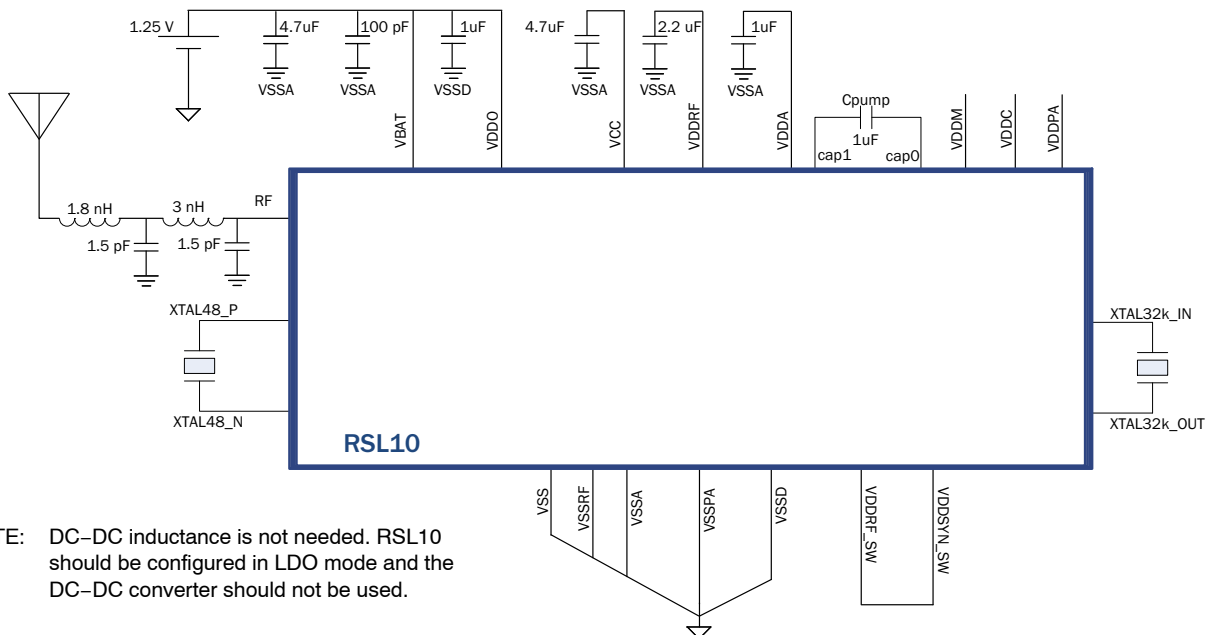 1.25 V
4.7uF
100 pF
1uF
4.7uF
2.2 uF
1uF
VSSA
VSSA
VSSD
VSSA
VSSA
VSSA
Cpump
1uF
cap1
cap0
VBAT
VDDO
VCC
VDDRF
VDDA
VDDM
VDDC
VDDPA
1.8 nH
3 nH
RF
1.5 pF
1.5 pF
XTAL48_P
XTAL48_N
XTAL32k_IN
XTAL32k_OUT
RSL10
VSS
VSSRF
VSSA
VSSPA
VSSD
VDDRF_SW
VDDSYN_SW
TE: DC−DC inductance is not needed. RSL10
should be configured in LDO mode and the
DC−DC converter should not be used.